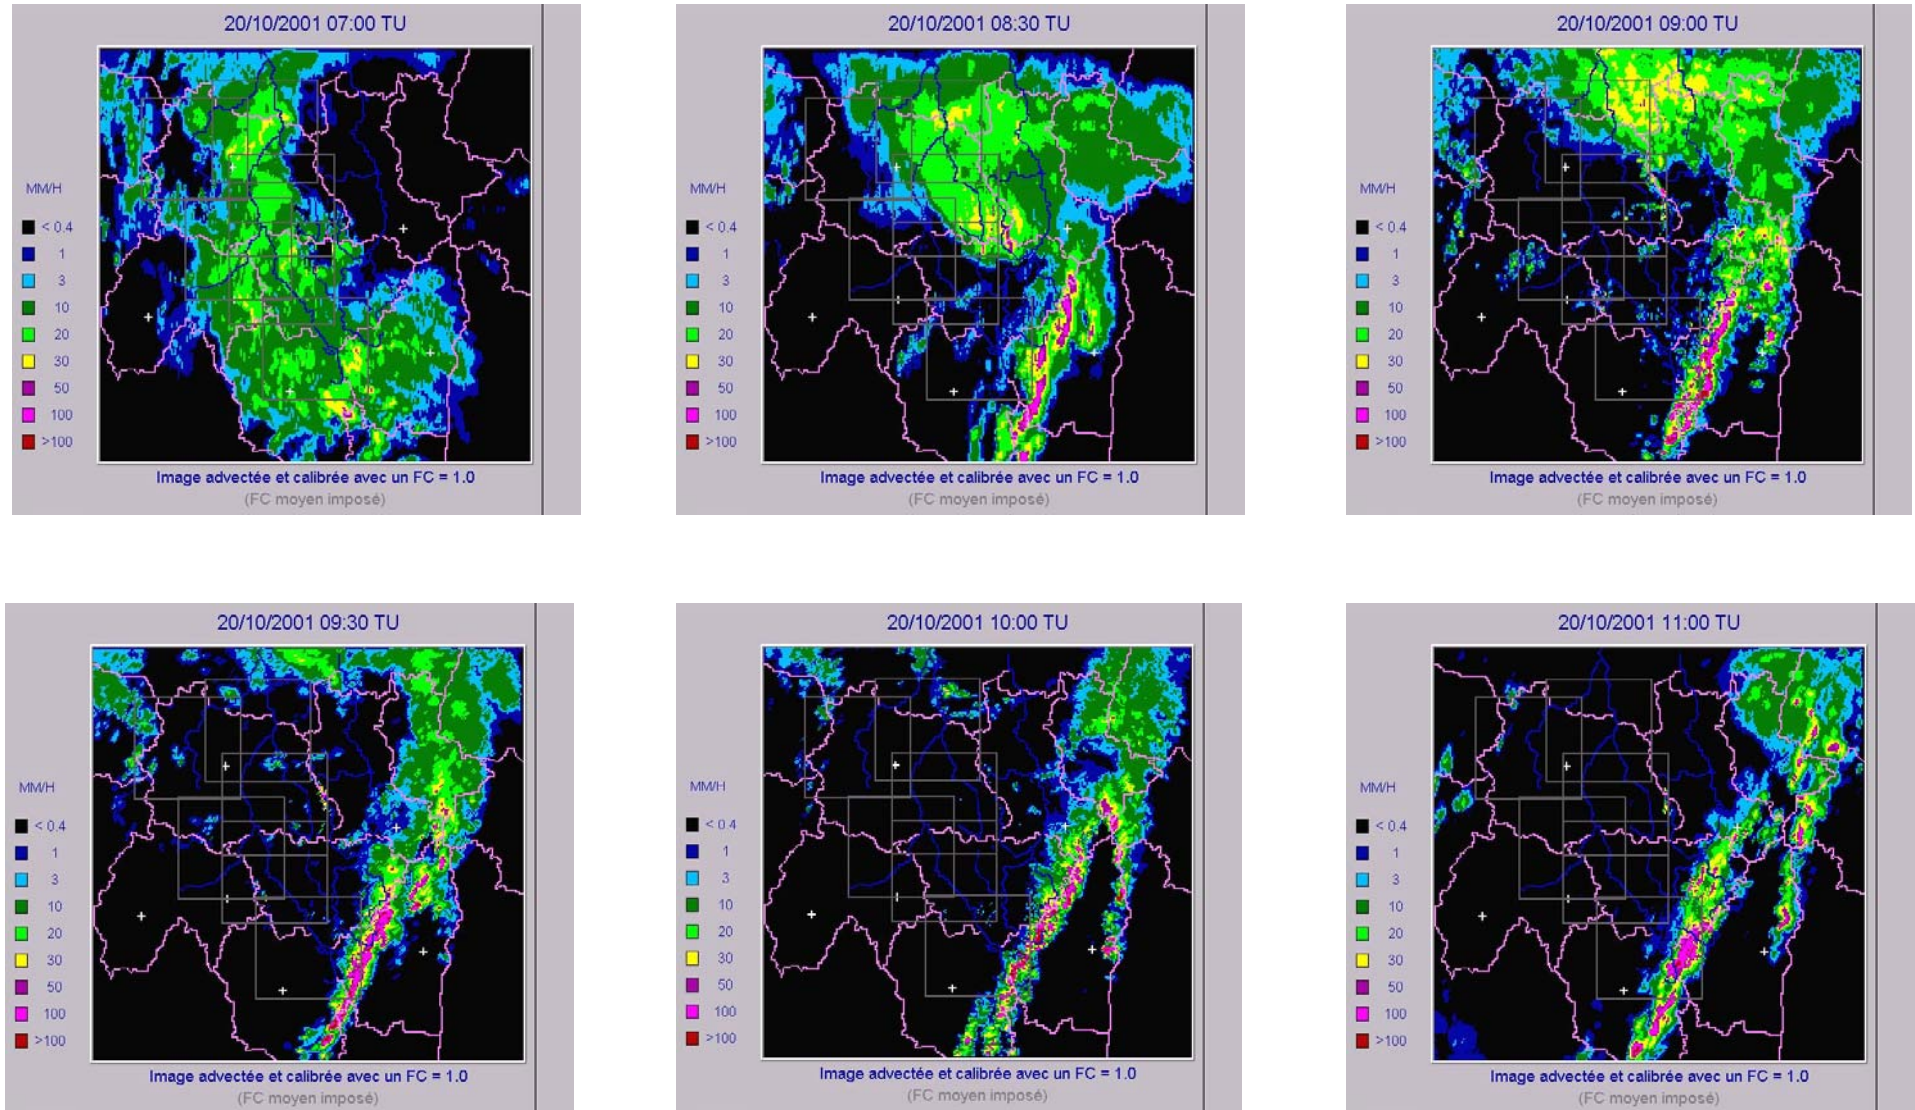 20/10/2001 07:00 TU
MM/H
< 0.4
1
3
10
20
30
50
100
>100
Image advectée et calibrée avec un FC = 1.0
(FC moyen imposé)
20/10/2001 08:30 TU
MM/H
< 0.4
1
3
10
20
30
50
100
>100
Image advectée et calibrée avec un FC = 1.0
(FC moyen imposé)
20/10/2001 09:00 TU
MM/H
< 0.4
1
3
10
20
30
50
100
>100
Image advectée et calibrée avec un FC = 1.0
(FC moyen imposé)
20/10/2001 09:30 TU
MM/H
< 0.4
1
3
10
20
30
50
100
>100
Image advectée et calibrée avec un FC = 1.0
(FC moyen imposé)
20/10/2001 10:00 TU
MM/H
< 0.4
1
3
10
20
30
50
100
>100
Image advectée et calibrée avec un FC = 1.0
(FC moyen imposé)
20/10/2001 11:00 TU
MM/H
< 0.4
1
3
10
20
30
50
100
>100
Image advectée et calibrée avec un FC = 1.0
(FC moyen imposé)